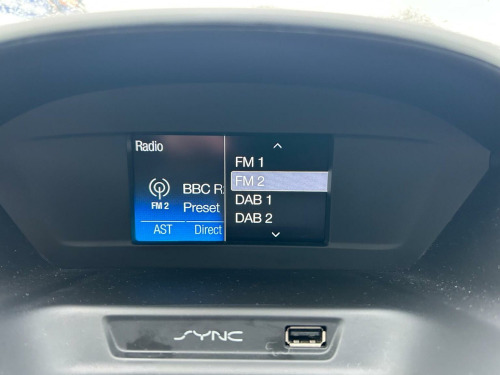 Radio
FM 1
FM 2
BBC R
FM 2
Preset
DAB 1
DAB 2
AST
Direct
SYNC